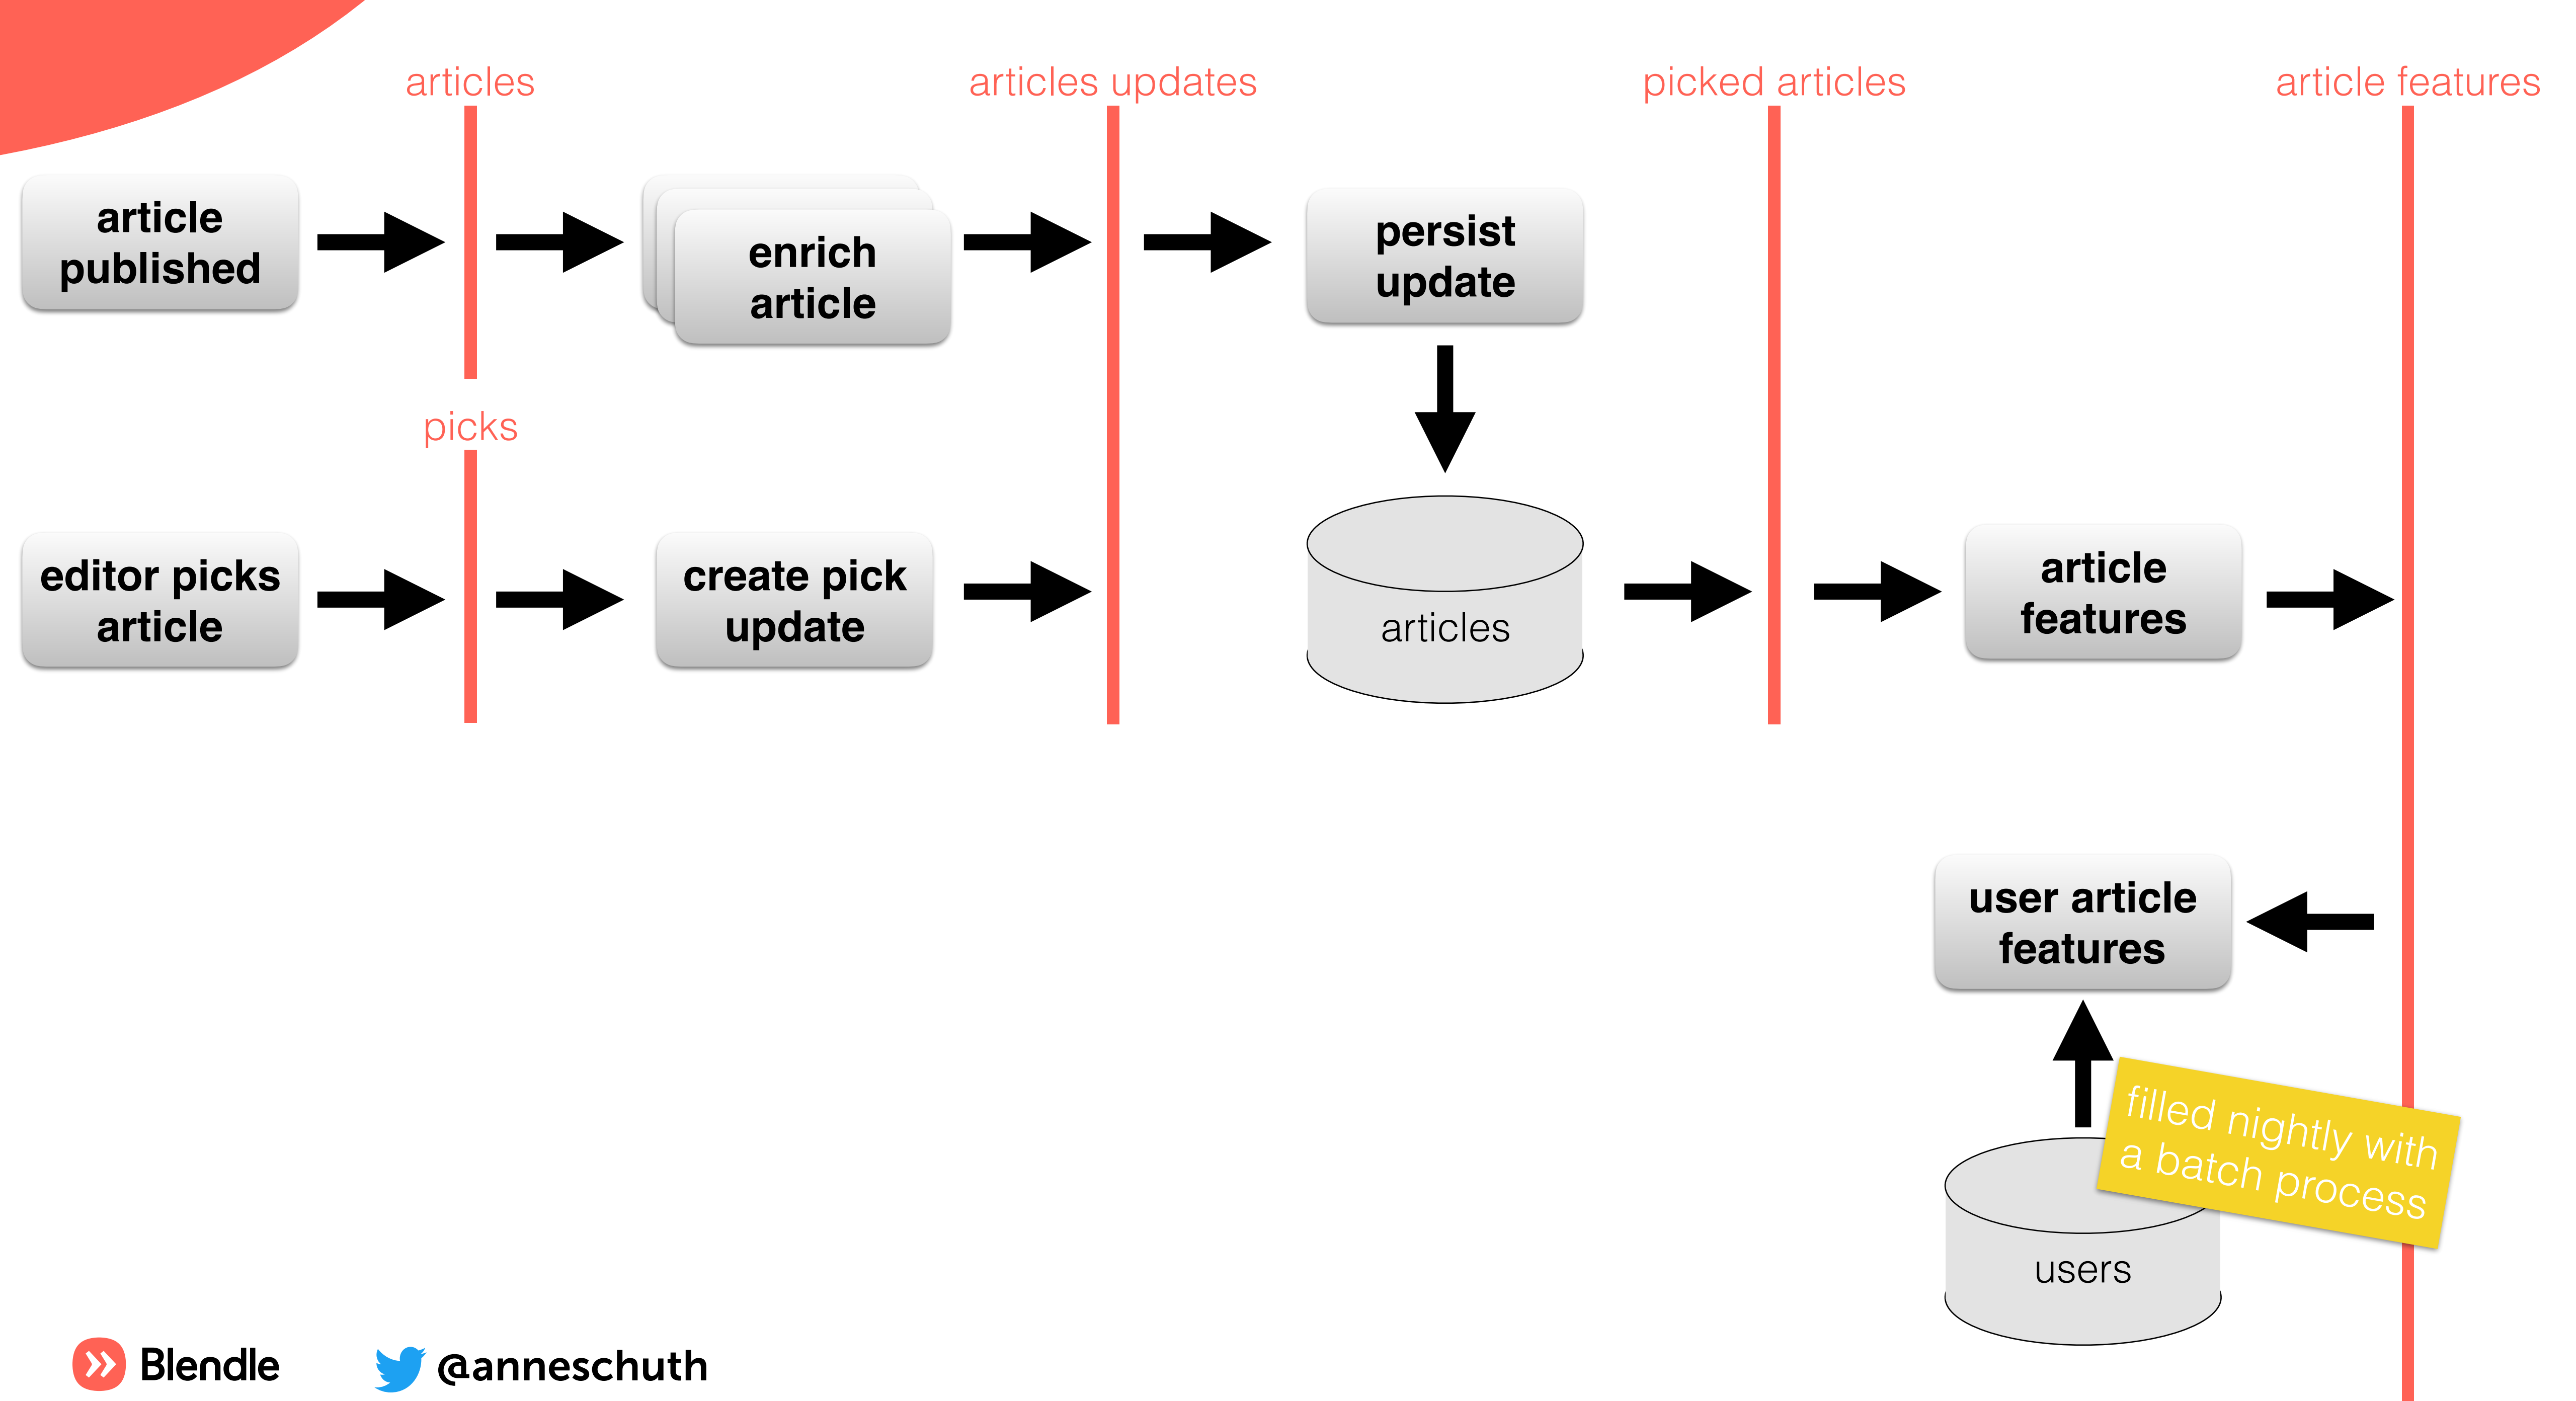 articles
articles updates
picked articles
article features
article
published
enrich
article
persist
update
picks
editor picks
article
create pick
update
articles
article
features
user article
features
filled nightly with
a batch process
users
Blendle
@anneschuth